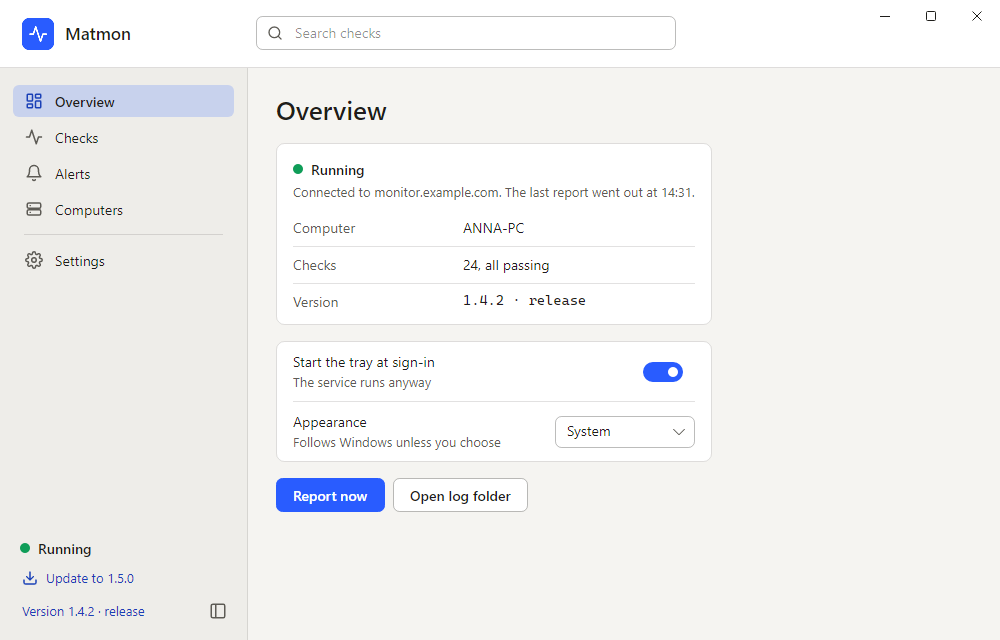 Matmon
Search checks
Overview
Checks
Alerts
Computers
Settings
Running
Update to 1.5.0
Version 1.4.2 · release
Overview
Running
Connected to monitor.example.com. The last report went out at 14:31.
Computer ANNA-PC
Checks 24, all passing
Version 1.4.2 · release
Start the tray at sign-in
The service runs anyway
Appearance
Follows Windows unless you choose
System
Report now
Open log folder